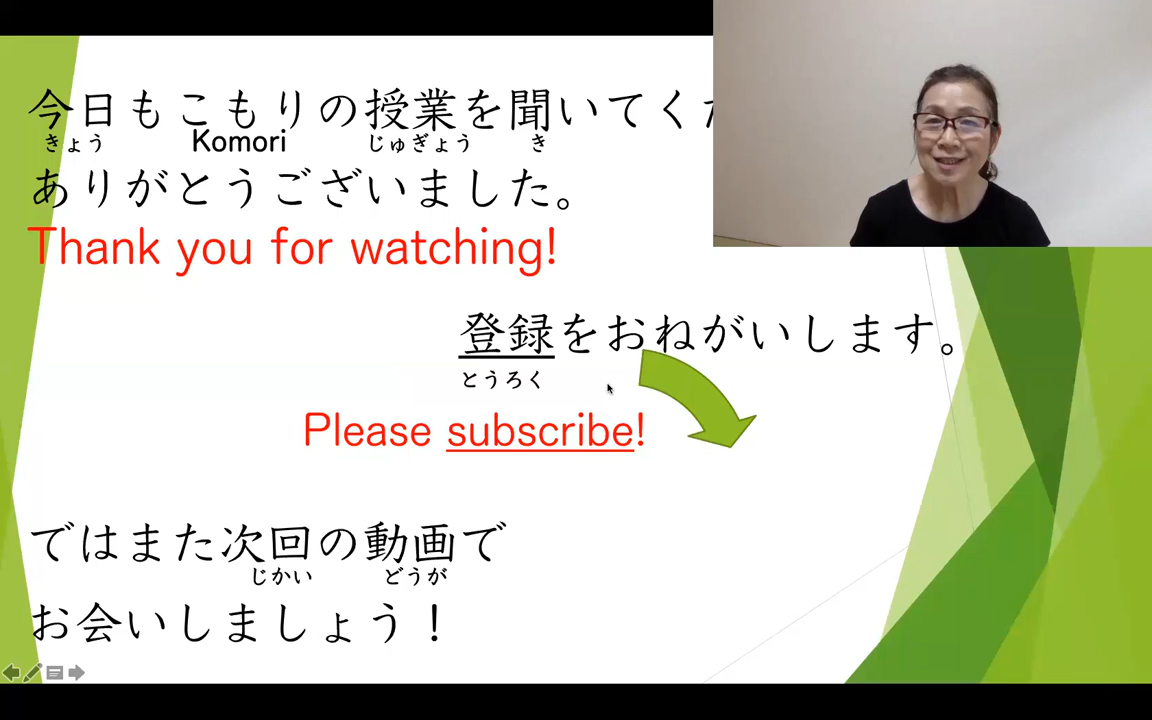 今日もこもりの授業を聞いてくだ
きょう Komori じゅぎょう き
ありがとうございました。
Thank you for watching!
登録をおねがいします。
とうろく
Please subscribe!
ではまた次回の動画で
じかい どうが
お会いしましょう！